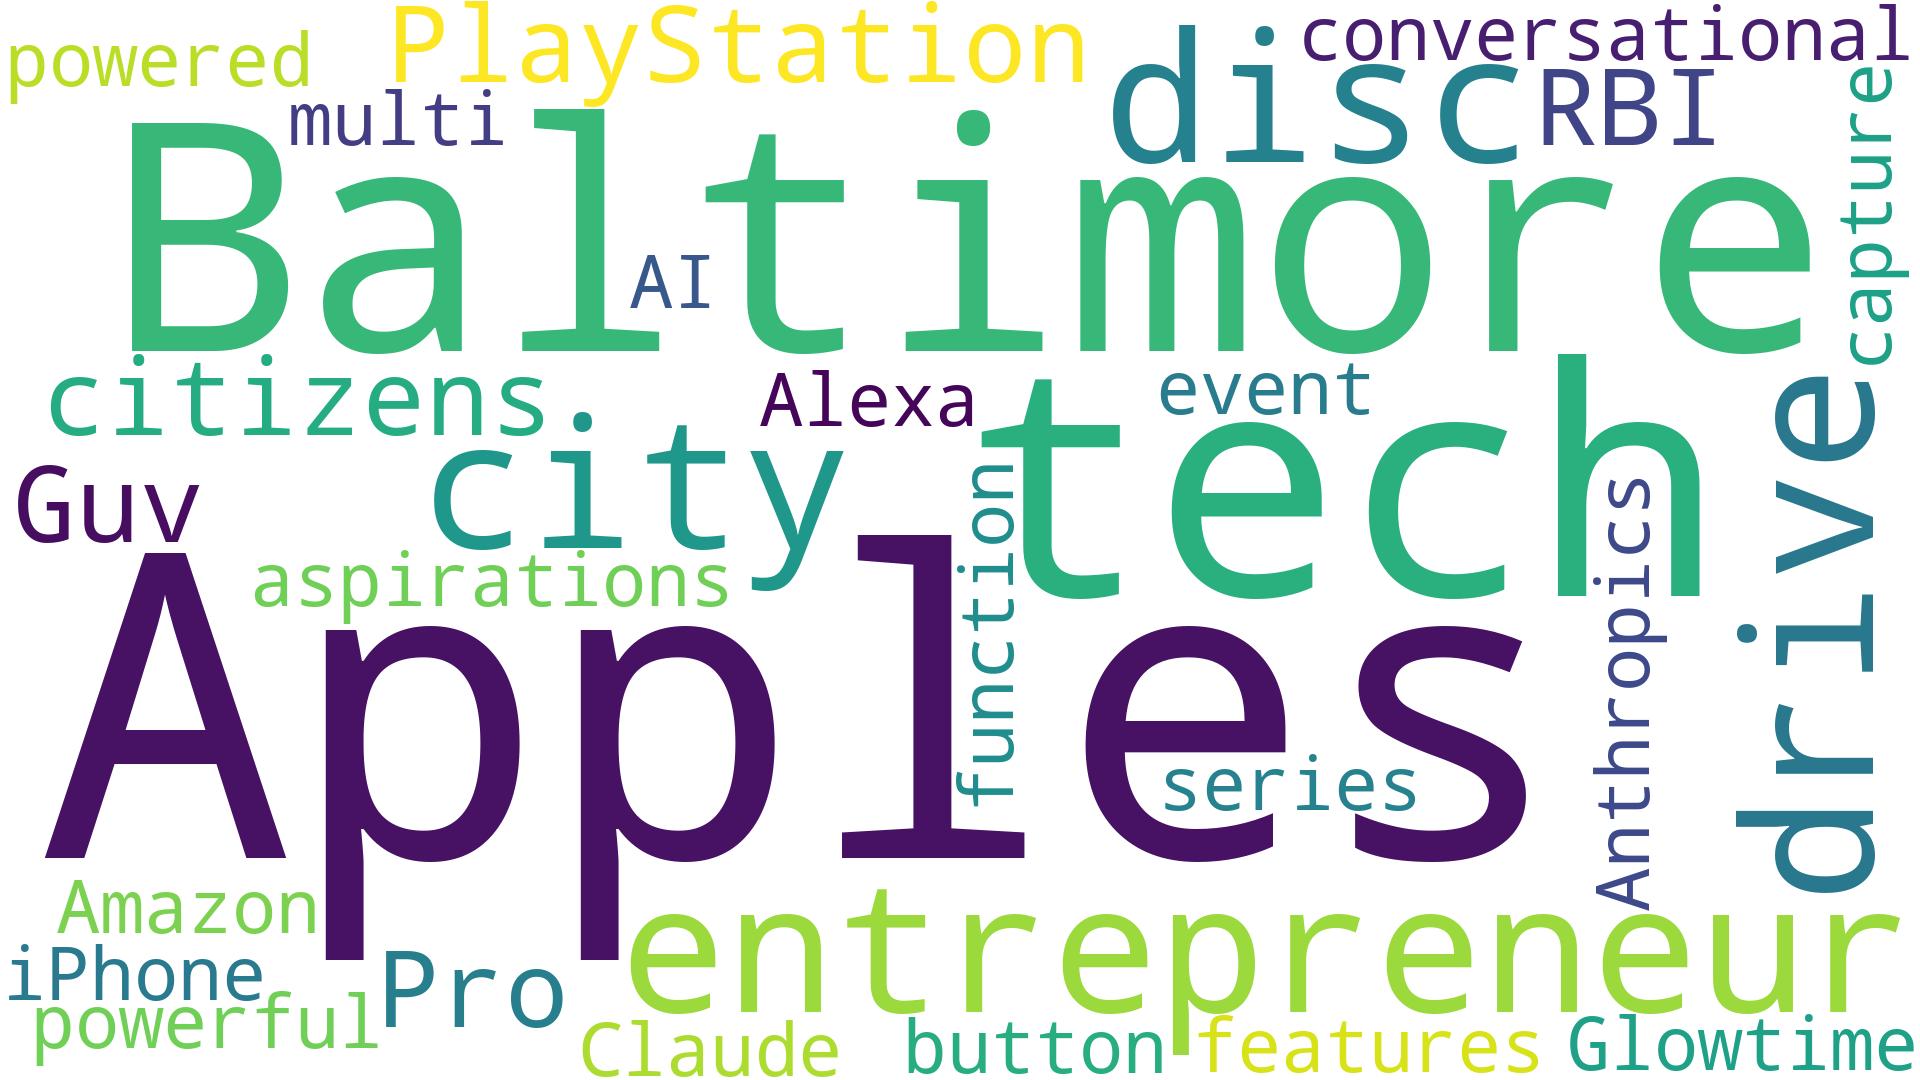 powered
PlayStation
conversational
disc
RBI
multi
capture
Baltimore
AI
citizens
Alexa
event
city
tech
drive
Guv
function
Anthropics
aspirations
Apples
series
Amazon
entrepreneur
iPhone
Pro
powerful
Claude
button
features
Glowtime